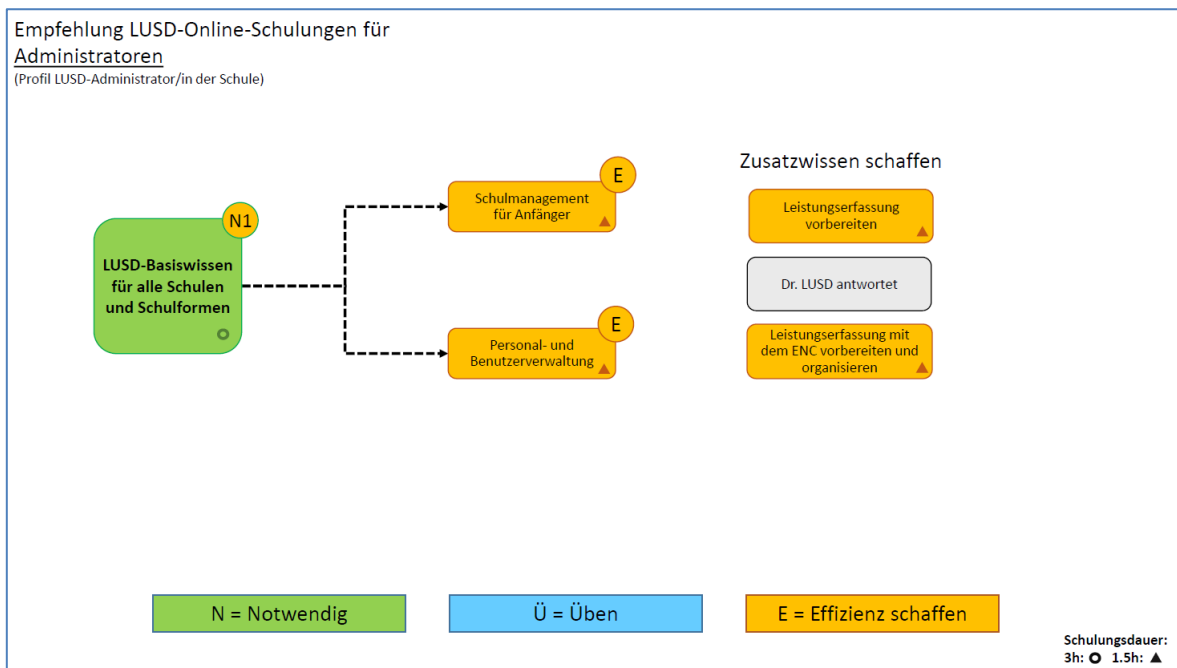 Empfehlung LUSD-Online-Schulungen für
Administratoren
(Profil LUSD-Administrator/in der Schule)
N1
LUSD-Basiswissen
für alle Schulen
und Schulformen
E
Schulmanagement
für Anfänger
E
Personal- und
Benutzerverwaltung
Zusatzwissen schaffen
Leistungserfassung
vorbereiten
Dr. LUSD antwortet
Leistungserfassung mit
dem ENC vorbereiten und
organisieren
N = Notwendig
Ü = Üben
E = Effizienz schaffen
Schulungsdauer:
3h: 1.5h: